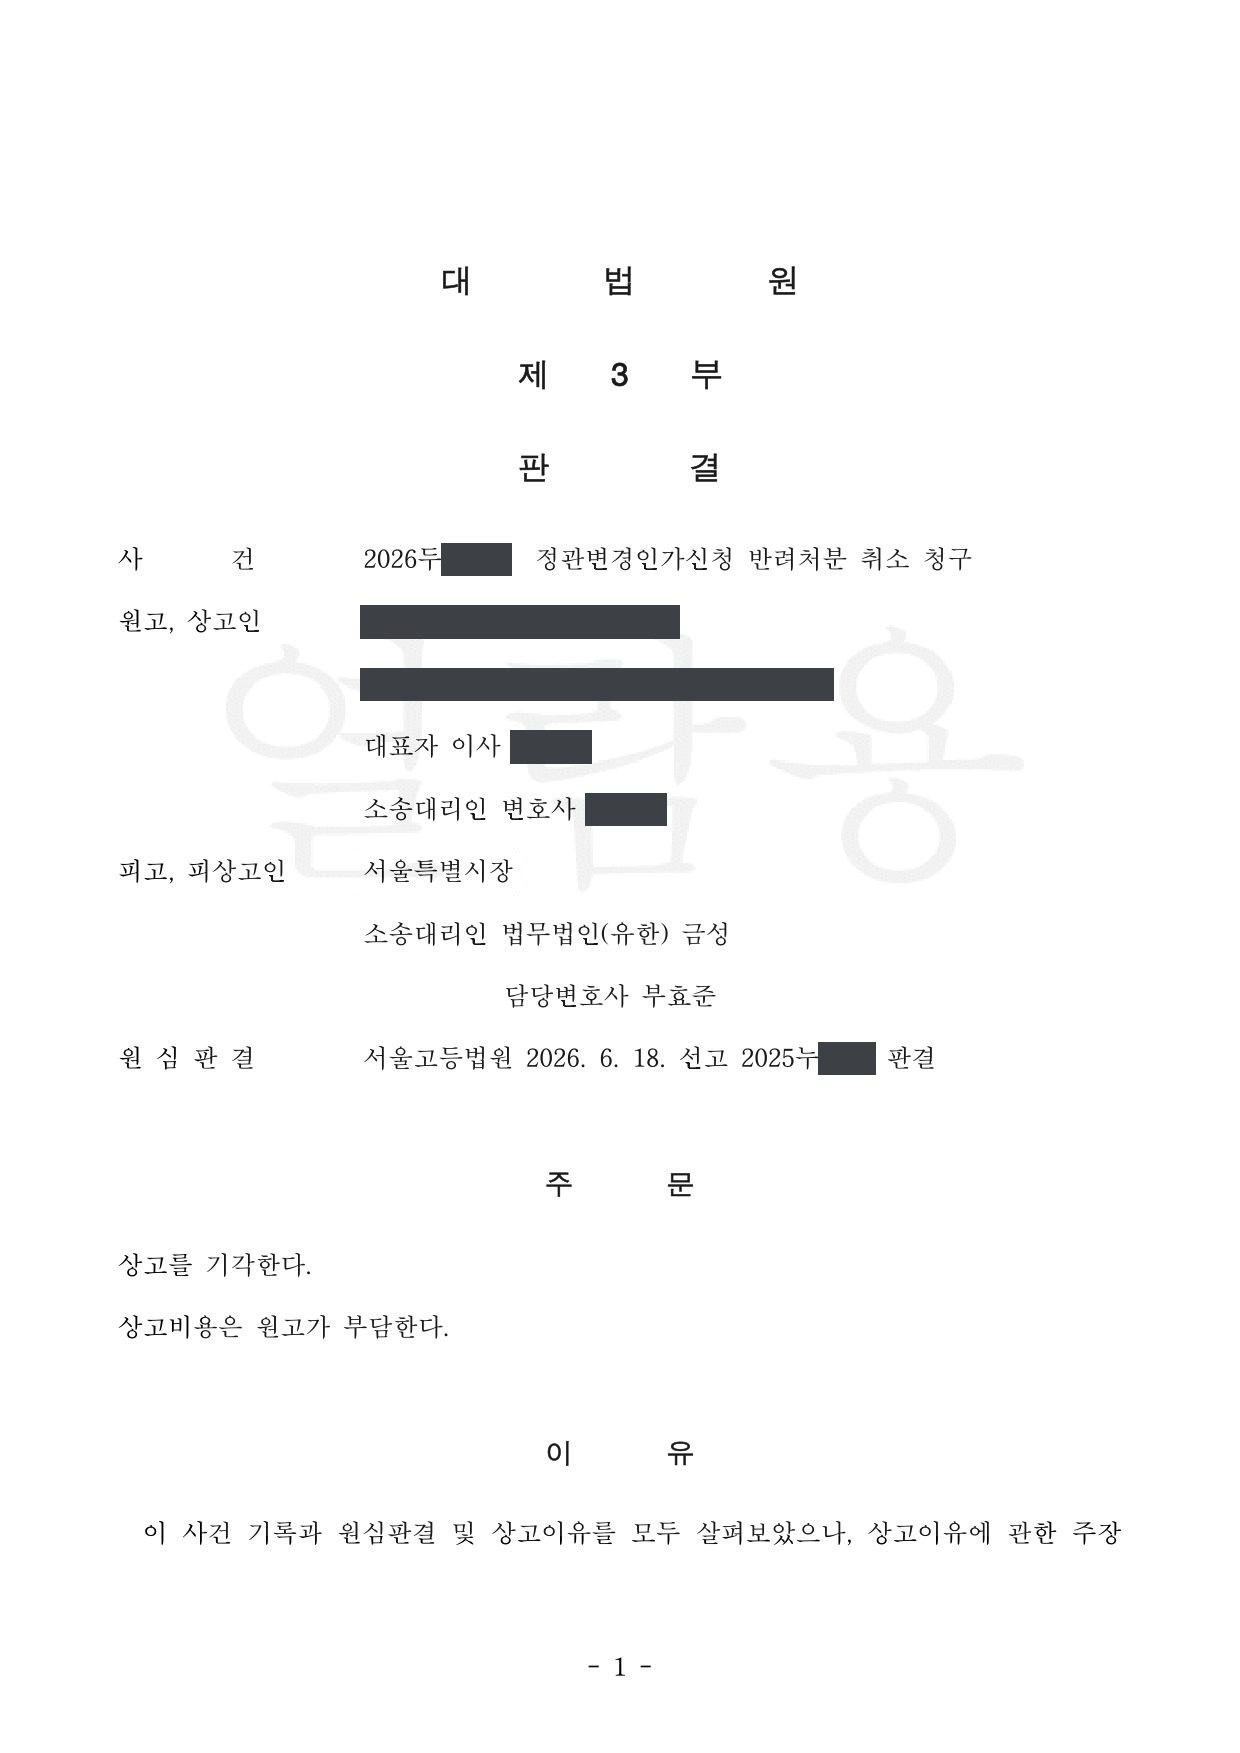 대 법 원
제 3 부
판 결
사 건 2026두 정관변경인가신청 반려처분 취소 청구
원고, 상고인
대표자 이사
소송대리인 변호사
피고, 피상고인 서울특별시장
소송대리인 법무법인(유한) 금성
담당변호사 부효준
원 심 판 결 서울고등법원 2026. 6. 18. 선고 2025누 판결
주 문
상고를 기각한다.
상고비용은 원고가 부담한다.
이 유
이 사건 기록과 원심판결 및 상고이유를 모두 살펴보았으나, 상고이유에 관한 주장
- 1 -
열람용